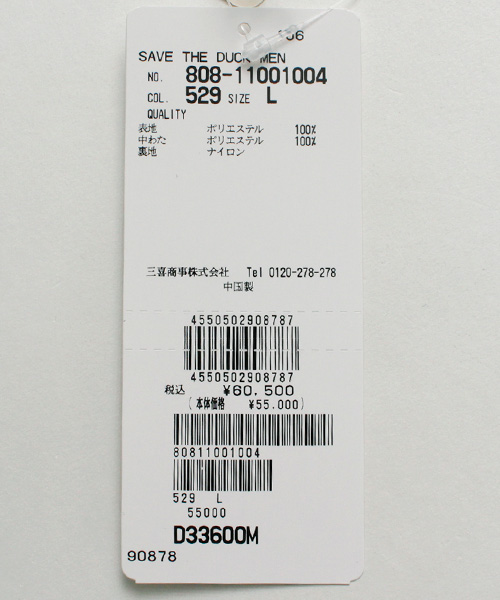 SAVE THE DUCK MEN
NO. 808-11001004
COL. 529 SIZE L
QUALITY
表地 ポリエステル 100%
中わた ポリエステル 100%
裏地 ナイロン
三喜商事株式会社 Tel 0120-278-278
中国製
4550502908787
4550502908787
税込 ¥60,500
(本体価格 ¥55,000)
80811001004
529 L
55000
D33600M
90878